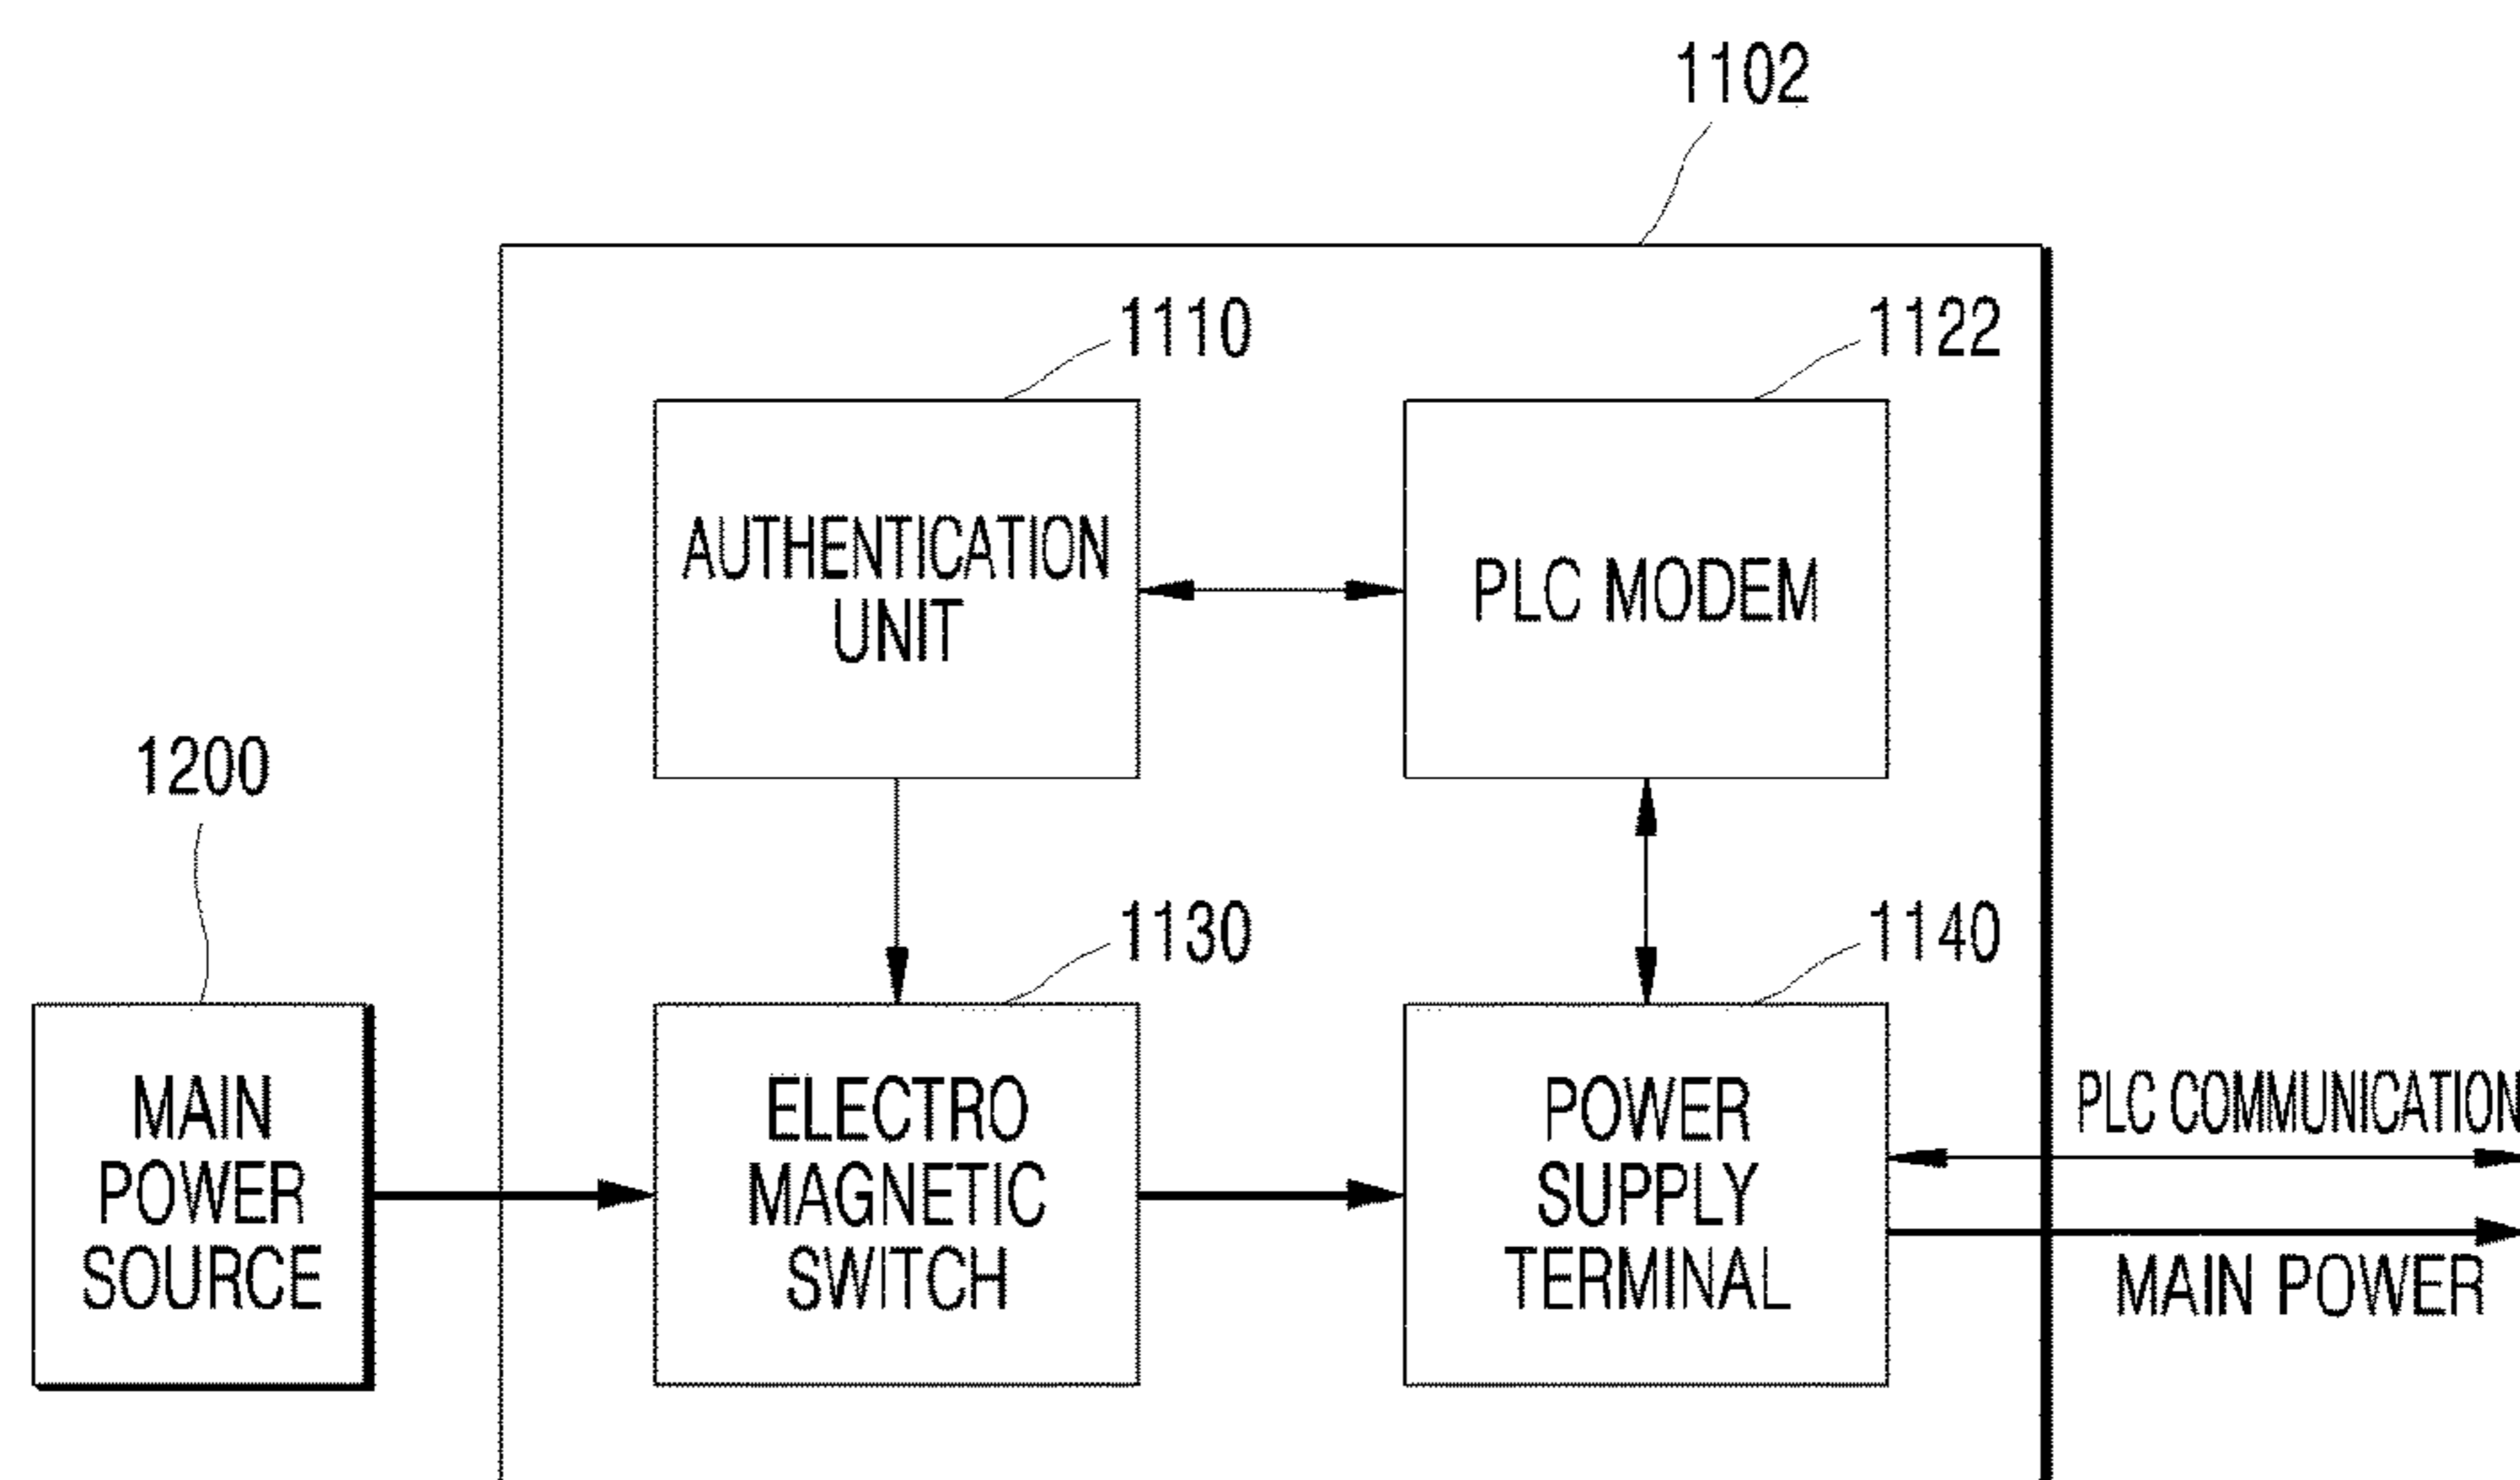 1102
1110
1122
AUTHENTICATION
UNIT
PLC MODEM
1200
1130
1140
MAIN
POWER
SOURCE
ELECTRO
MAGNETIC
SWITCH
POWER
SUPPLY
TERMINAL
PLC COMMUNICATION
MAIN POWER